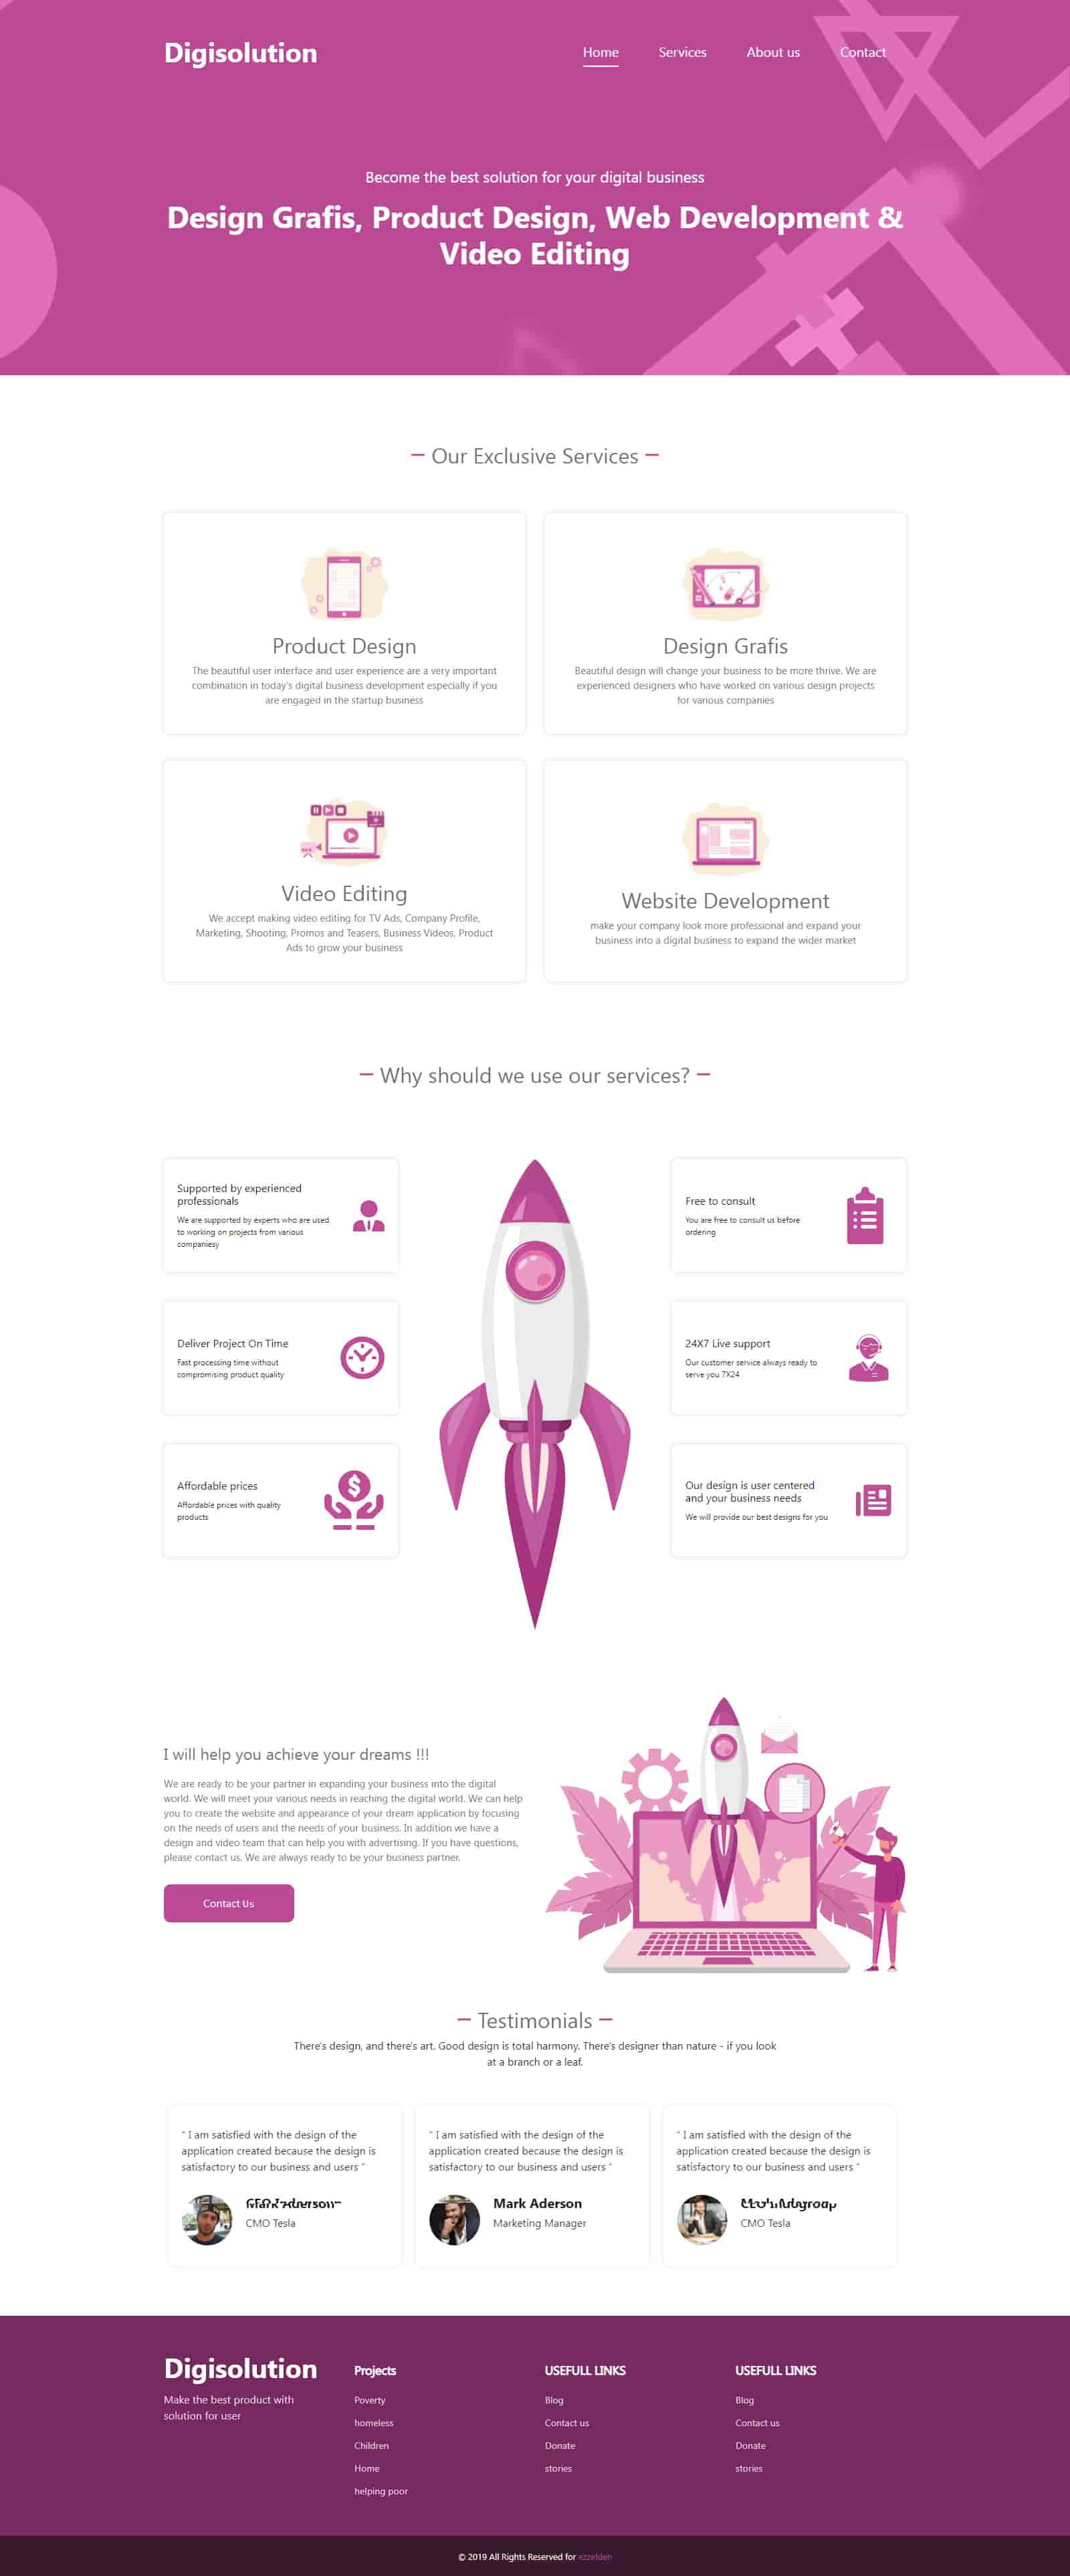 Digisolution
Home Services About us Contact
Become the best solution for your digital business
Design Grafis, Product Design, Web Development &
Video Editing
Our Exclusive Services
Product Design
The beautiful user interface and user experience are a very important
combination in today's digital business development especially if you
are engaged in the startup business
Design Grafis
Beautiful design will change your business to be more thrive. We are
experienced designers who have worked on various design projects
for various companies
Video Editing
We accept making video editing for TV Ads, Company Profile,
Marketing, Shooting, Promos and Teasers, Business Videos, Product
Ads to grow your business
Website Development
make your company look more professional and expand your
business into a digital business to expand the wider market
Why should we use our services?
Supported by experienced
professionals
We are supported by experts who are used
to working on projects from various
companiesy
Deliver Project On Time
Fast processing time without
compromising product quality
Affordable prices
Affordable prices with quality
products
Free to consult
You are free to consult us before
ordering
24X7 Live support
Our customer service always ready to
serve you 7X24
Our design is user centered
and your business needs
We will provide our best designs for you
I will help you achieve your dreams !!!
We are ready to be your partner in expanding your business into the digital
world. We will meet your various needs in reaching the digital world. We can help
you to create the website and appearance of your dream application by focusing
on the needs of users and the needs of your business. In addition we have a
design and video team that can help you with advertising. If you have questions,
please contact us. We are always ready to be your business partner.
Contact Us
Testimonials
There's design, and there's art. Good design is total harmony. There's designer than nature - if you look
at a branch or a leaf.
" I am satisfied with the design of the
application created because the design is
satisfactory to our business and users "
CMO Tesla
" I am satisfied with the design of the
application created because the design is
satisfactory to our business and users "
Mark Aderson
Marketing Manager
" I am satisfied with the design of the
application created because the design is
satisfactory to our business and users "
CMO Tesla
Digisolution
Make the best product with
solution for user
Projects
Poverty
homeless
Children
Home
helping poor
USEFULL LINKS
Blog
Contact us
Donate
stories
USEFULL LINKS
Blog
Contact us
Donate
stories
© 2019 All Rights Reserved for ezzelden